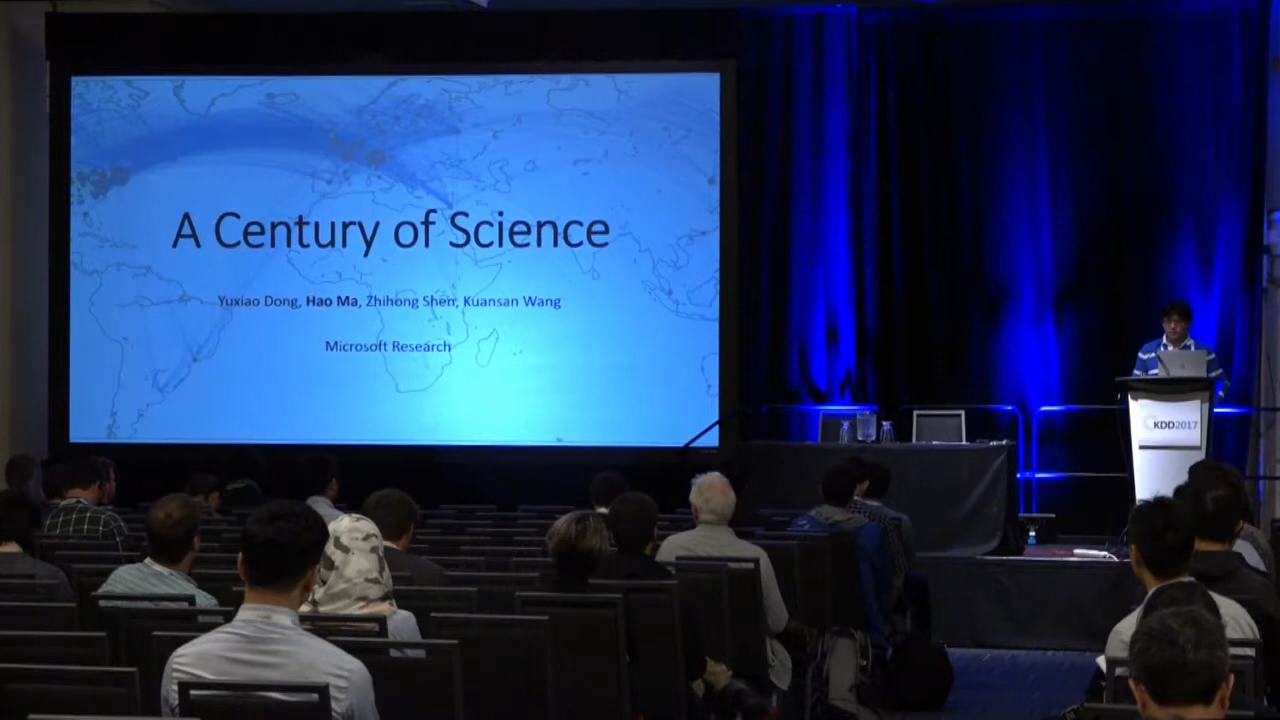 A Century of Science
Yuxiao Dong, Hao Ma, Zhihong Shen, Kuansan Wang
Microsoft Research
KDD2017